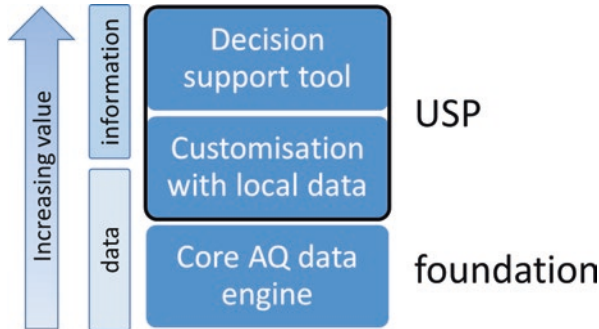 Increasing value
information
data
Decision
support tool
Customisation
with local data
Core AQ data
engine
USP
foundation